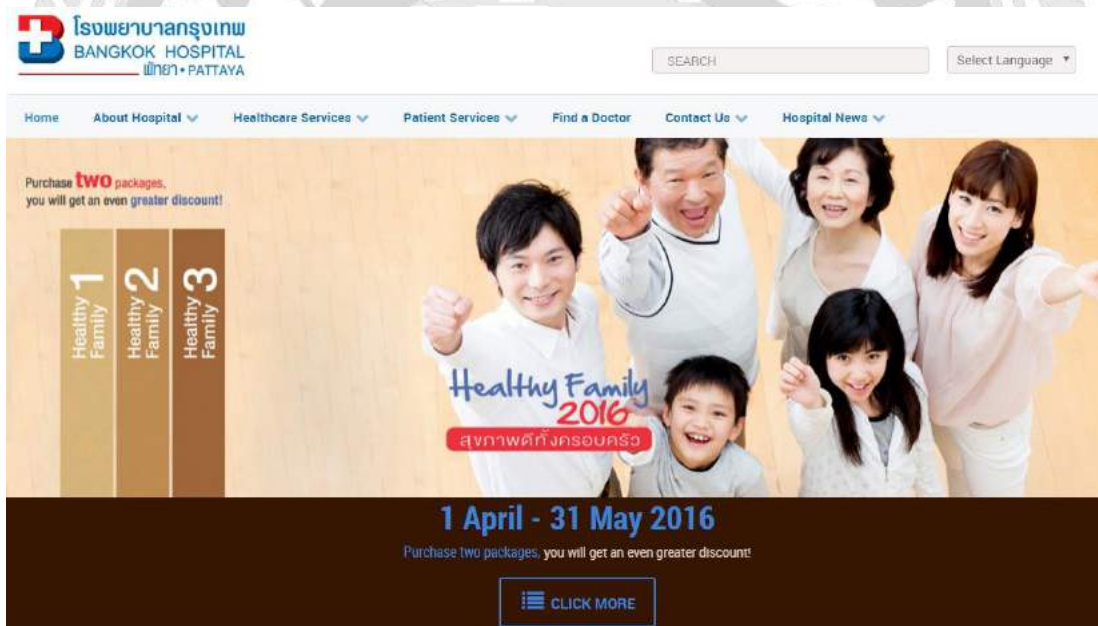 โรงพยาบาลกรุงเทพ
BANGKOK HOSPITAL
พัทยา • PATTAYA
SEARCH
Select Language
Home About Hospital Healthcare Services Patient Services Find a Doctor Contact Us Hospital News
Purchase two packages,
you will get an even greater discount!
Healthy Family 1
Healthy Family 2
Healthy Family 3
Healthy Family
2016
สุขภาพดีทั้งครอบครัว
1 April - 31 May 2016
Purchase two packages, you will get an even greater discount!
CLICK MORE